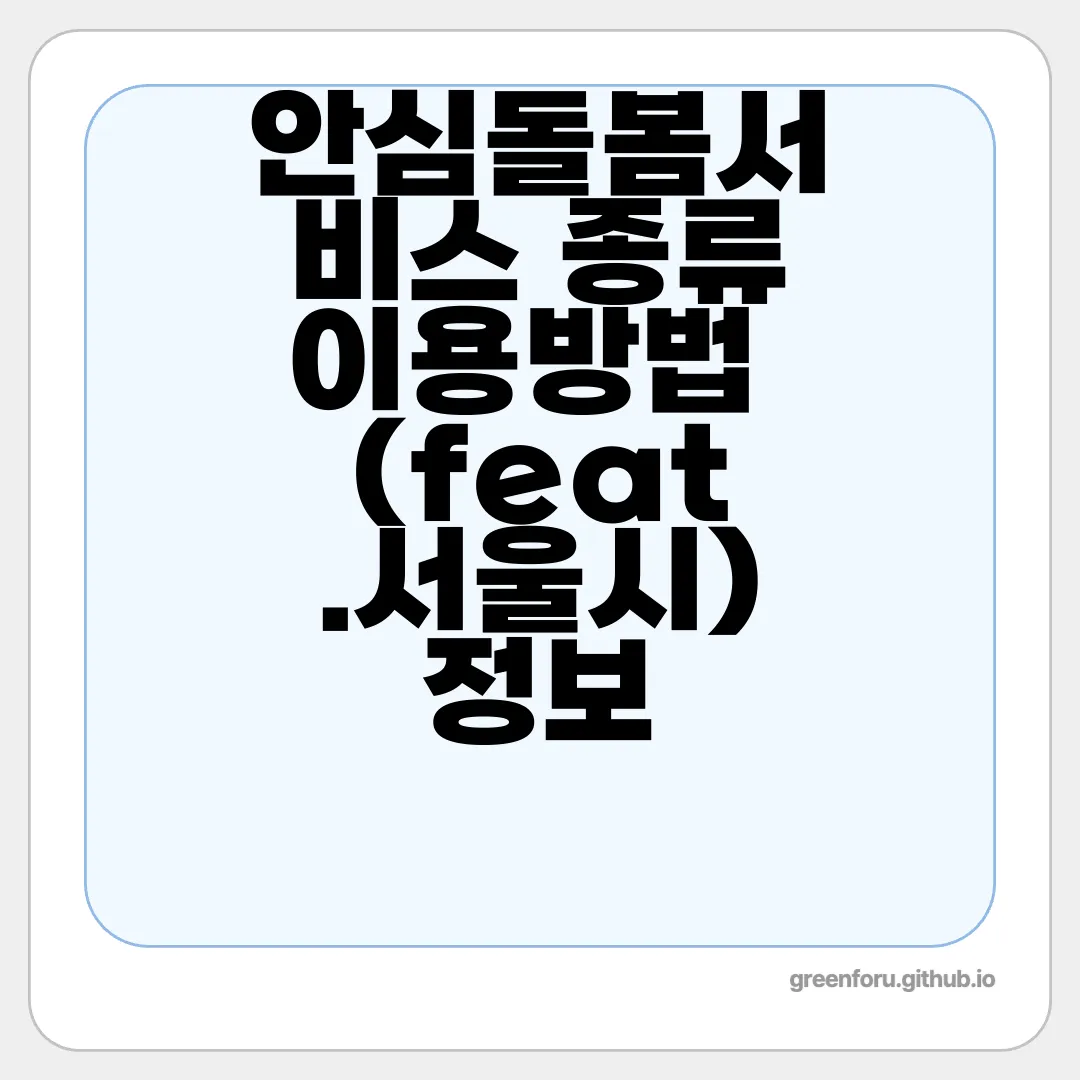 안심돌봄서
비스 종류
이용방법
(feat
.서울시)
정보
greenforu.github.io